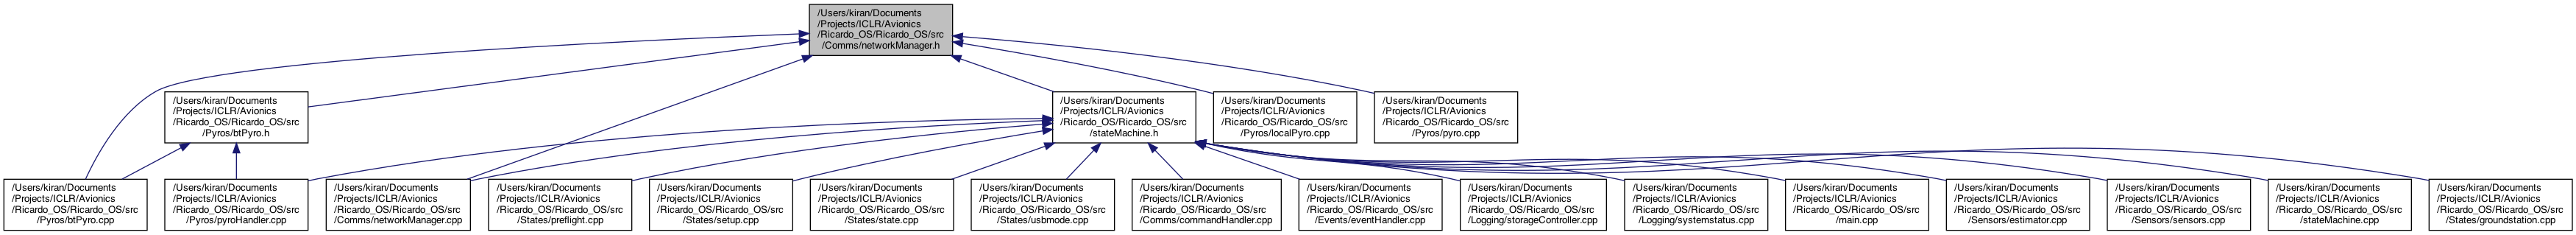 /Users/kiran/Documents
/Projects/ICLR/Avionics
/Ricardo_OS/Ricardo_OS/src
/Comms/networkManager.h
/Users/kiran/Documents
/Projects/ICLR/Avionics
/Ricardo_OS/Ricardo_OS/src
/Pyros/btPyro.h
/Users/kiran/Documents
/Projects/ICLR/Avionics
/Ricardo_OS/Ricardo_OS/src
/stateMachine.h
/Users/kiran/Documents
/Projects/ICLR/Avionics
/Ricardo_OS/Ricardo_OS/src
/Pyros/localPyro.cpp
/Users/kiran/Documents
/Projects/ICLR/Avionics
/Ricardo_OS/Ricardo_OS/src
/Pyros/pyro.cpp
/Users/kiran/Documents
/Projects/ICLR/Avionics
/Ricardo_OS/Ricardo_OS/src
/Pyros/btPyro.cpp
/Users/kiran/Documents
/Projects/ICLR/Avionics
/Ricardo_OS/Ricardo_OS/src
/Pyros/pyroHandler.cpp
/Users/kiran/Documents
/Projects/ICLR/Avionics
/Ricardo_OS/Ricardo_OS/src
/Comms/networkManager.cpp
/Users/kiran/Documents
/Projects/ICLR/Avionics
/Ricardo_OS/Ricardo_OS/src
/States/preflight.cpp
/Users/kiran/Documents
/Projects/ICLR/Avionics
/Ricardo_OS/Ricardo_OS/src
/States/setup.cpp
/Users/kiran/Documents
/Projects/ICLR/Avionics
/Ricardo_OS/Ricardo_OS/src
/States/state.cpp
/Users/kiran/Documents
/Projects/ICLR/Avionics
/Ricardo_OS/Ricardo_OS/src
/States/usbmode.cpp
/Users/kiran/Documents
/Projects/ICLR/Avionics
/Ricardo_OS/Ricardo_OS/src
/Comms/commandHandler.cpp
/Users/kiran/Documents
/Projects/ICLR/Avionics
/Ricardo_OS/Ricardo_OS/src
/Events/eventHandler.cpp
/Users/kiran/Documents
/Projects/ICLR/Avionics
/Ricardo_OS/Ricardo_OS/src
/Logging/storageController.cpp
/Users/kiran/Documents
/Projects/ICLR/Avionics
/Ricardo_OS/Ricardo_OS/src
/Logging/systemstatus.cpp
/Users/kiran/Documents
/Projects/ICLR/Avionics
/Ricardo_OS/Ricardo_OS/src
/main.cpp
/Users/kiran/Documents
/Projects/ICLR/Avionics
/Ricardo_OS/Ricardo_OS/src
/Sensors/estimator.cpp
/Users/kiran/Documents
/Projects/ICLR/Avionics
/Ricardo_OS/Ricardo_OS/src
/Sensors/sensors.cpp
/Users/kiran/Documents
/Projects/ICLR/Avionics
/Ricardo_OS/Ricardo_OS/src
/stateMachine.cpp
/Users/kiran/Documents
/Projects/ICLR/Avionics
/Ricardo_OS/Ricardo_OS/src
/States/groundstation.cpp